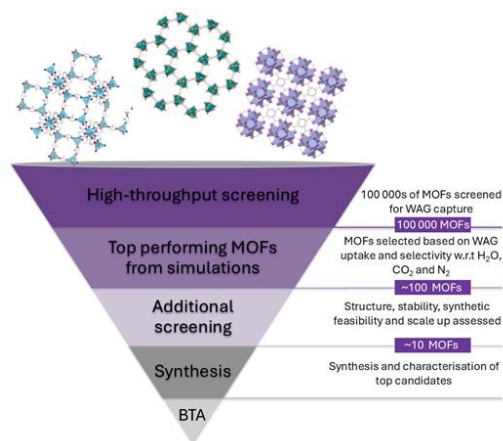 High-throughput screening
100 000s of MOFs screened
for WAG capture
100 000 MOFs
Top performing MOFs
from simulations
MOFs selected based on WAG
uptake and selectivity w.r.t H₂O,
CO₂ and N₂
~100 MOFs
Additional
screening
Structure, stability, synthetic
feasibility and scale up assessed
~10 MOFs
Synthesis
Synthesis and characterisation of
top candidates
BTA